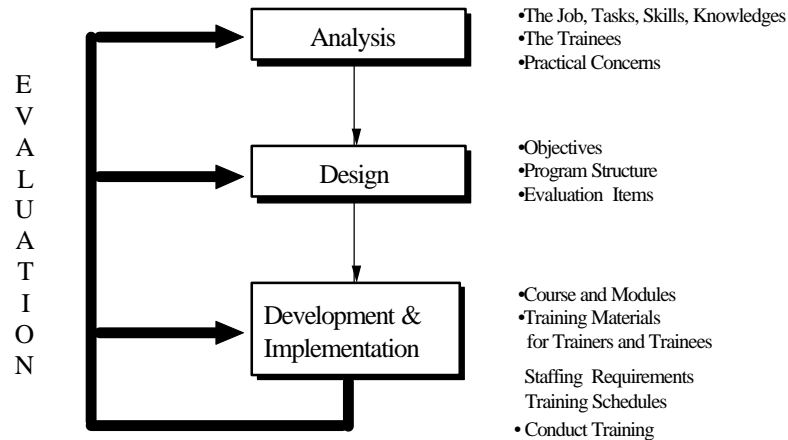 EVALUATION
Analysis
•The Job, Tasks, Skills, Knowledges
•The Trainees
•Practical Concerns
Design
•Objectives
•Program Structure
•Evaluation Items
Development &
Implementation
•Course and Modules
•Training Materials
for Trainers and Trainees
Staffing Requirements
Training Schedules
• Conduct Training